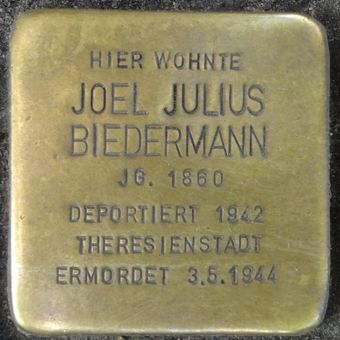 HIER WOHNTE
JOEL JULIUS
BIEDERMANN
JG. 1860
DEPORTIERT 1942
THERESIENSTADT
ERMORDET 3.5.1944